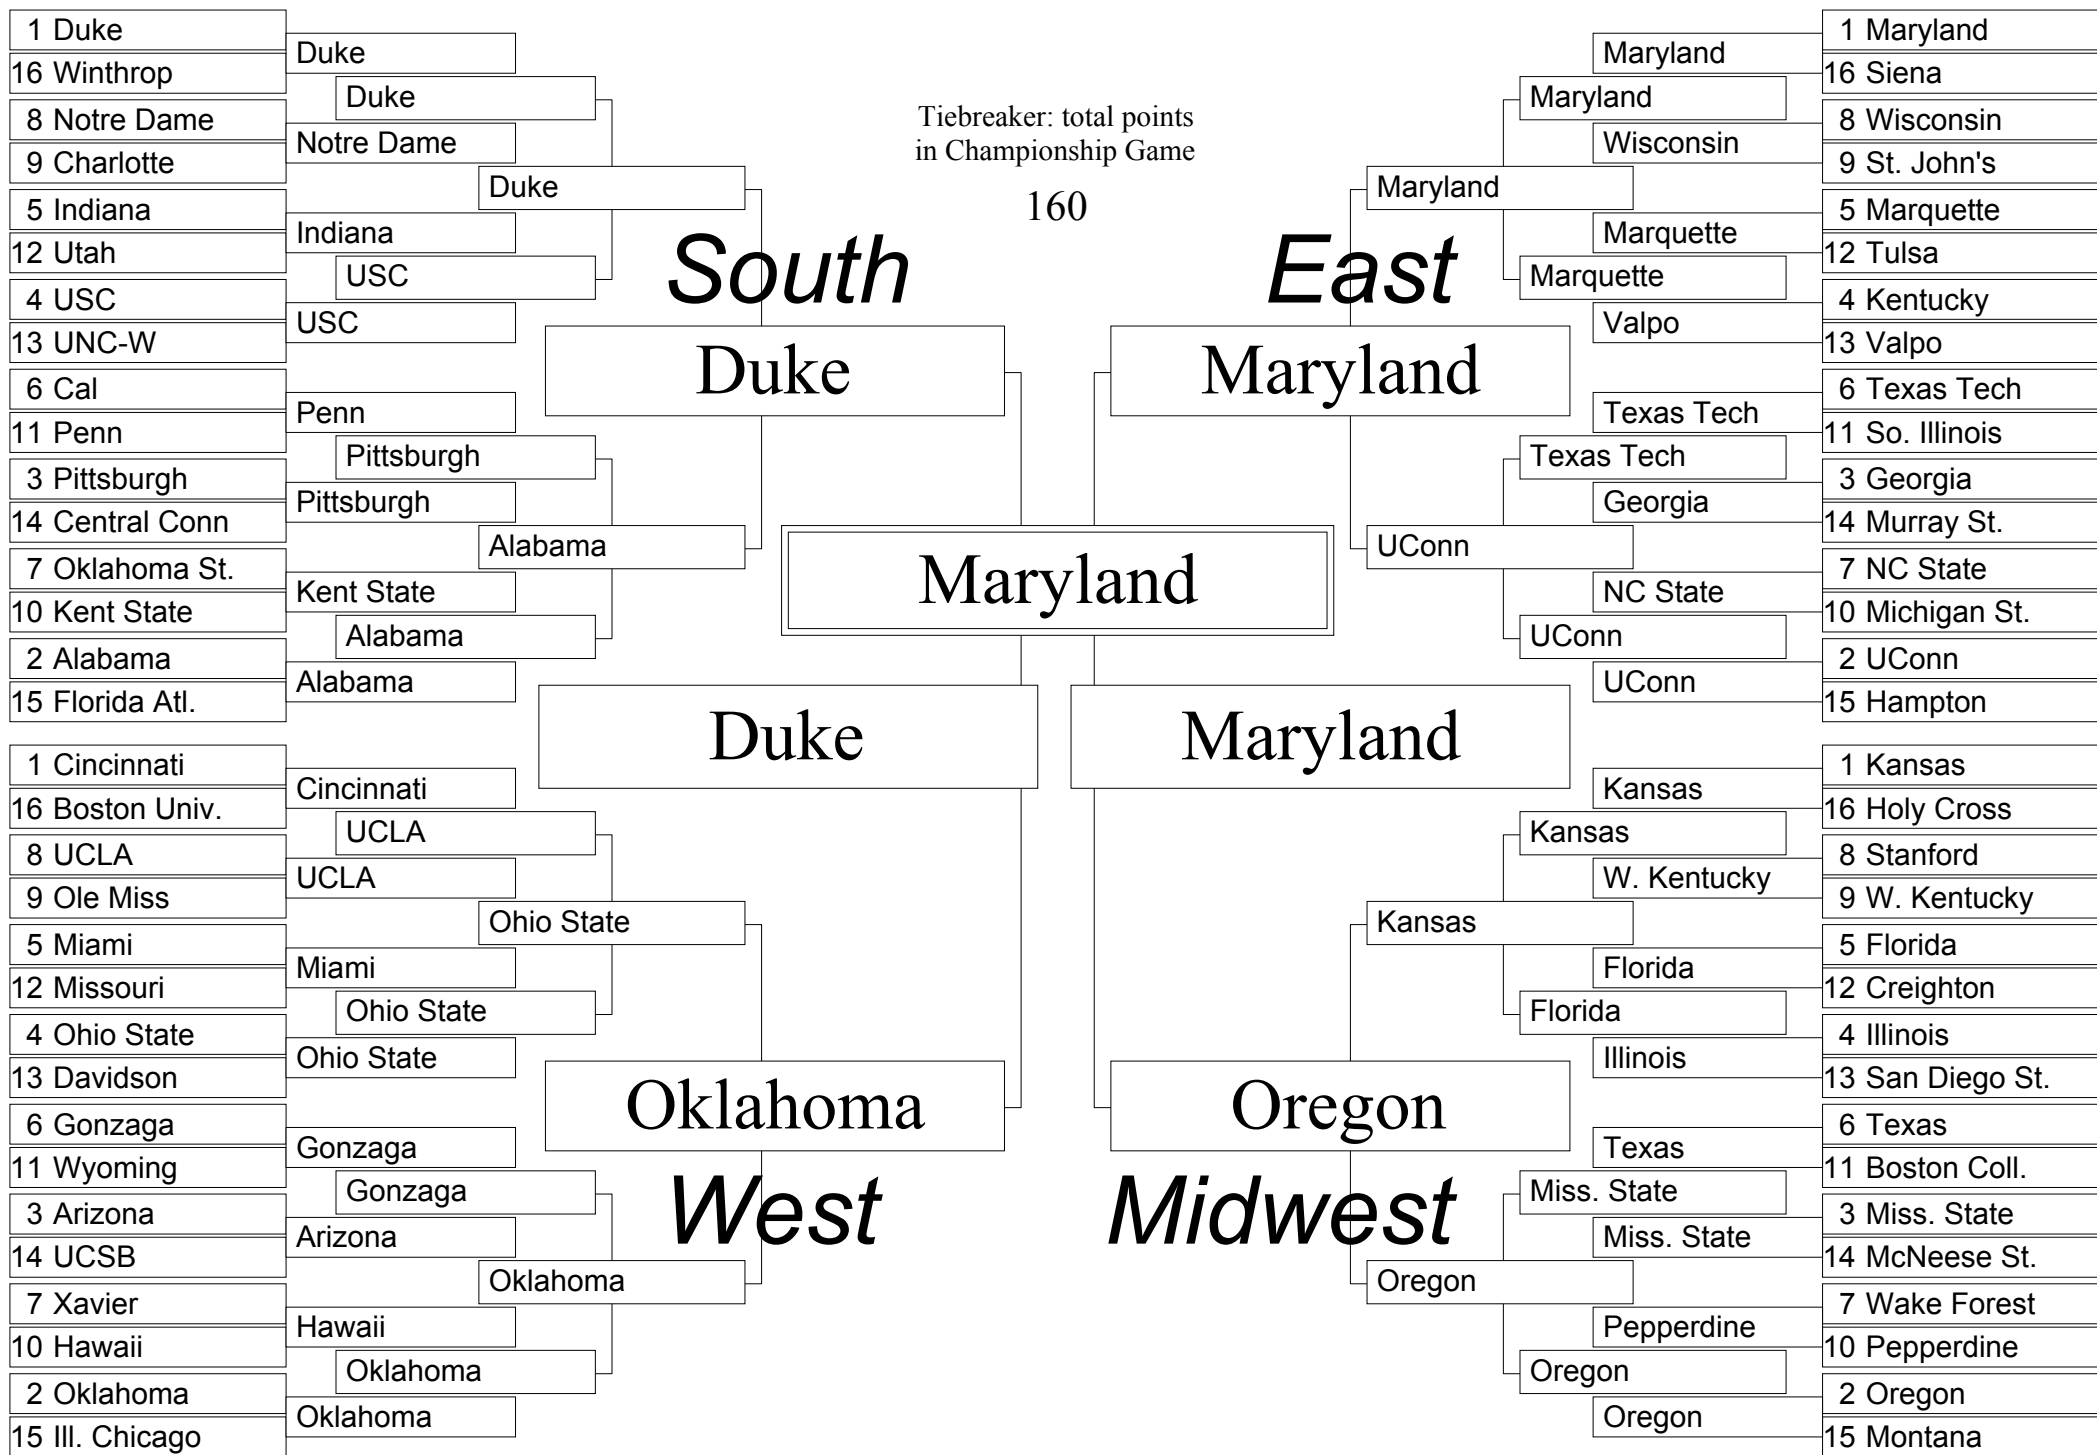 1 Duke
16 Winthrop
8 Notre Dame
9 Charlotte
5 Indiana
12 Utah
4 USC
13 UNC-W
6 Cal
11 Penn
3 Pittsburgh
14 Central Conn
7 Oklahoma St.
10 Kent State
2 Alabama
15 Florida Atl.
Duke
Notre Dame
Indiana
USC
Penn
Pittsburgh
Kent State
Alabama
Duke
USC
Pittsburgh
Alabama
Duke
Alabama
South
Duke
1 Cincinnati
16 Boston Univ.
8 UCLA
9 Ole Miss
5 Miami
12 Missouri
4 Ohio State
13 Davidson
6 Gonzaga
11 Wyoming
3 Arizona
14 UCSB
7 Xavier
10 Hawaii
2 Oklahoma
15 Ill. Chicago
Cincinnati
UCLA
Miami
Ohio State
Gonzaga
Arizona
Hawaii
Oklahoma
UCLA
Ohio State
Gonzaga
Oklahoma
Ohio State
Oklahoma
Oklahoma
West
Tiebreaker: total points
in Championship Game
160
Maryland
Duke
Maryland
East
Maryland
Maryland
UConn
Maryland
Marquette
Texas Tech
UConn
Maryland
Wisconsin
Marquette
Valpo
Texas Tech
Georgia
NC State
UConn
1 Maryland
16 Siena
8 Wisconsin
9 St. John's
5 Marquette
12 Tulsa
4 Kentucky
13 Valpo
6 Texas Tech
11 So. Illinois
3 Georgia
14 Murray St.
7 NC State
10 Michigan St.
2 UConn
15 Hampton
Oregon
Midwest
Kansas
Oregon
Kansas
Florida
Miss. State
Oregon
Kansas
W. Kentucky
Florida
Illinois
Texas
Miss. State
Pepperdine
Oregon
1 Kansas
16 Holy Cross
8 Stanford
9 W. Kentucky
5 Florida
12 Creighton
4 Illinois
13 San Diego St.
6 Texas
11 Boston Coll.
3 Miss. State
14 McNeese St.
7 Wake Forest
10 Pepperdine
2 Oregon
15 Montana